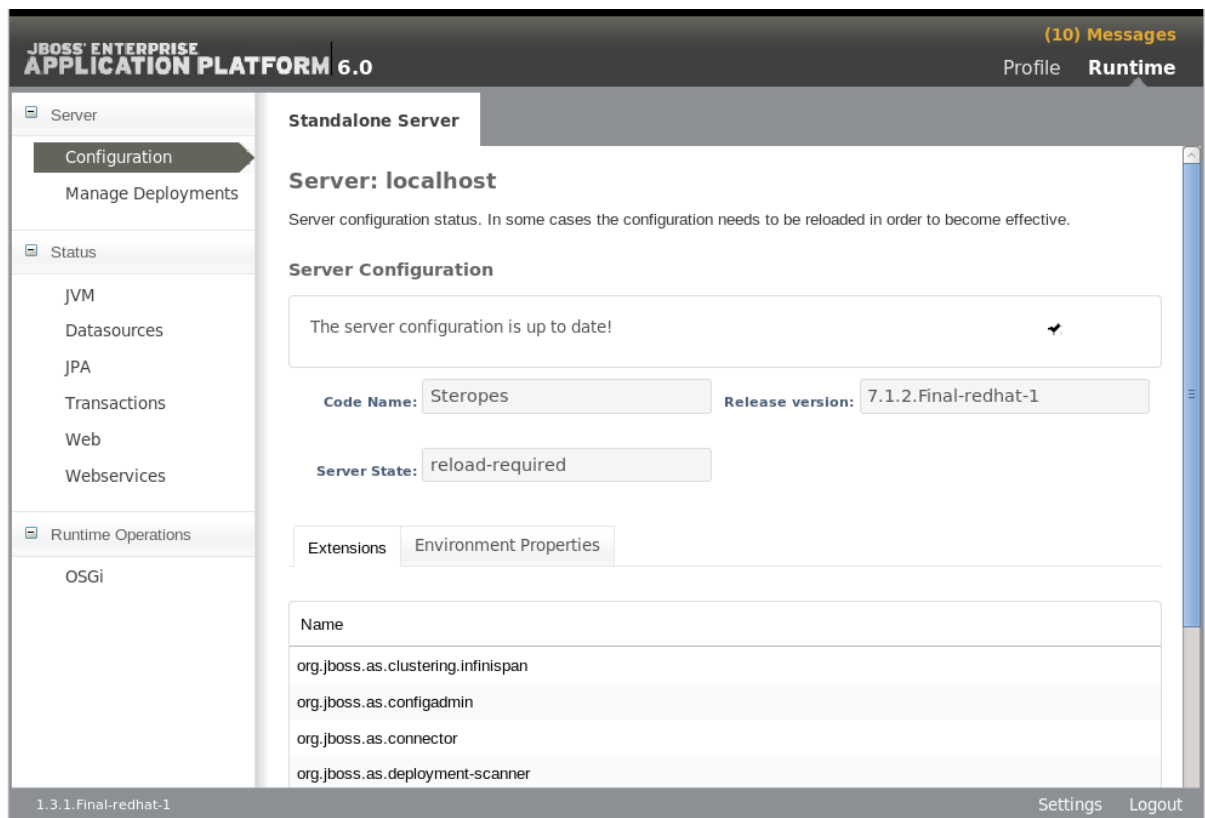 (10) Messages
JBOSS' ENTERPRISE
APPLICATION PLATFORM 6.0
Profile Runtime
Server
Configuration
Manage Deployments
Status
JVM
Datasources
JPA
Transactions
Web
Webservices
Runtime Operations
OSGi
Standalone Server
Server: localhost
Server configuration status. In some cases the configuration needs to be reloaded in order to become effective.
Server Configuration
The server configuration is up to date!
Code Name: Steropes Release version: 7.1.2.Final-redhat-1
Server State: reload-required
Extensions Environment Properties
Name
org.jboss.as.clustering.infinispan
org.jboss.as.configadmin
org.jboss.as.connector
org.jboss.as.deployment-scanner
1.3.1.Final-redhat-1
Settings Logout